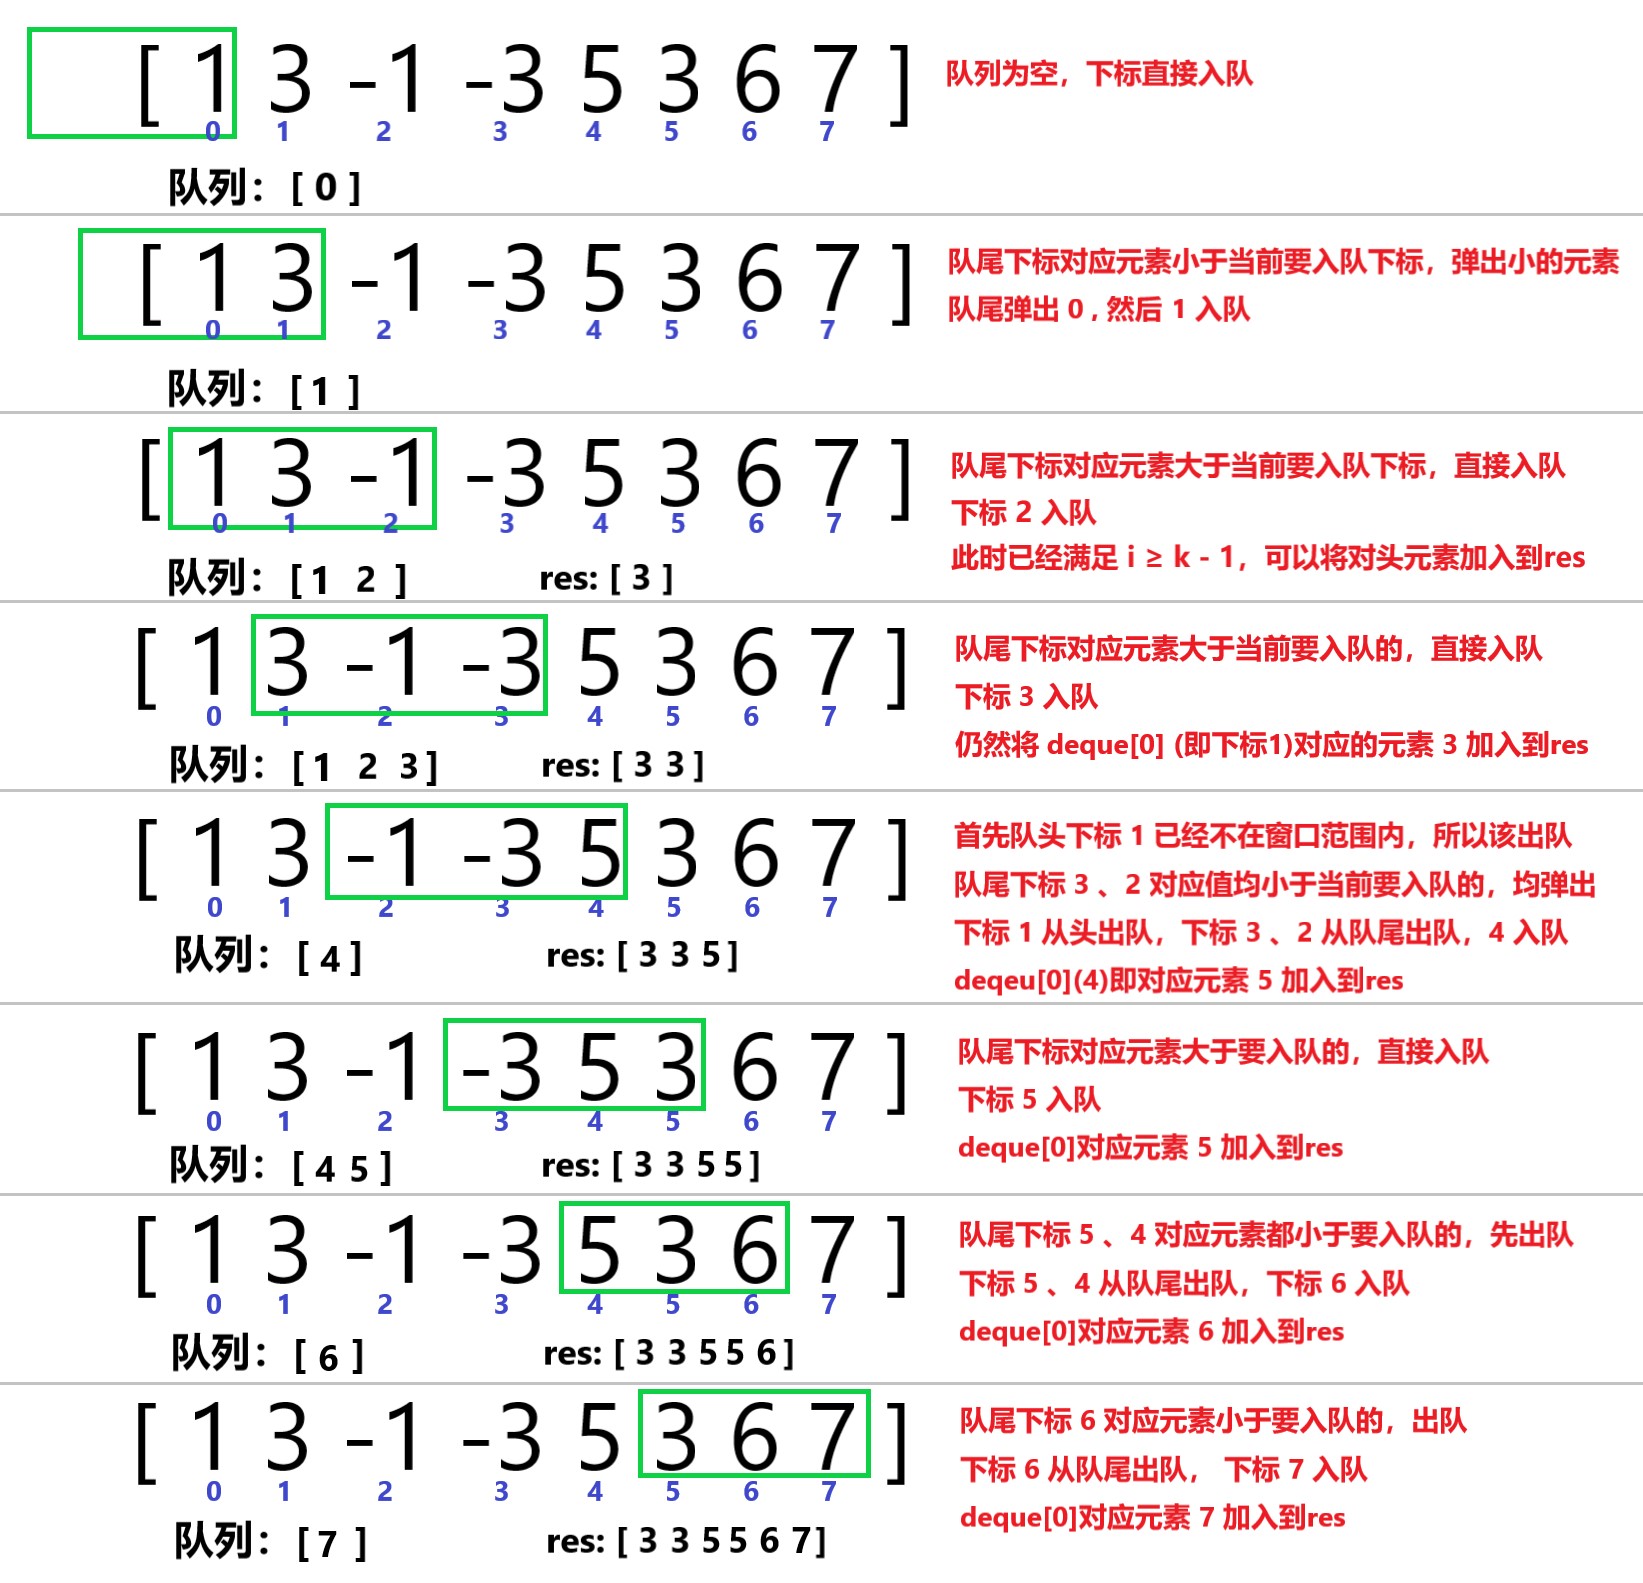 [ 1 3 -1 -3 5 3 6 7 ] 队列为空，下标直接入队
0 1 2 3 4 5 6 7
队列：[ 0 ]
[ 1 3 -1 -3 5 3 6 7 ] 队尾下标对应元素小于当前要入队下标，弹出小的元素
队尾弹出 0 , 然后 1 入队
0 1 2 3 4 5 6 7
队列：[ 1 ]
[ 1 3 -1 -3 5 3 6 7 ] 队尾下标对应元素大于当前要入队下标，直接入队
下标 2 入队
0 1 2 3 4 5 6 7
此时已经满足 i ≥ k - 1，可以将对头元素加入到res
队列：[ 1 2 ] res: [ 3 ]
[ 1 3 -1 -3 5 3 6 7 ] 队尾下标对应元素大于当前要入队的，直接入队
下标 3 入队
0 1 2 3 4 5 6 7
仍然将 deque[0] (即下标1)对应的元素 3 加入到res
队列：[ 1 2 3 ] res: [ 3 3 ]
[ 1 3 -1 -3 5 3 6 7 ] 首先队头下标 1 已经不在窗口范围内，所以该出队
队尾下标 3 、2 对应值均小于当前要入队的，均弹出
0 1 2 3 4 5 6 7
下标 1 从头出队，下标 3 、2 从队尾出队，4 入队
队列：[ 4 ] res: [ 3 3 5 ]
deqeu[0](4)即对应元素 5 加入到res
[ 1 3 -1 -3 5 3 6 7 ] 队尾下标对应元素大于要入队的，直接入队
下标 5 入队
0 1 2 3 4 5 6 7
deque[0]对应元素 5 加入到res
队列：[ 4 5 ] res: [ 3 3 5 5 ]
[ 1 3 -1 -3 5 3 6 7 ] 队尾下标 5 、4 对应元素都小于要入队的，先出队
下标 5 、4 从队尾出队，下标 6 入队
0 1 2 3 4 5 6 7
deque[0]对应元素 6 加入到res
队列：[ 6 ] res: [ 3 3 5 5 6 ]
[ 1 3 -1 -3 5 3 6 7 ] 队尾下标 6 对应元素小于要入队的，出队
下标 6 从队尾出队， 下标 7 入队
0 1 2 3 4 5 6 7
deque[0]对应元素 7 加入到res
队列：[ 7 ] res: [ 3 3 5 5 6 7 ]